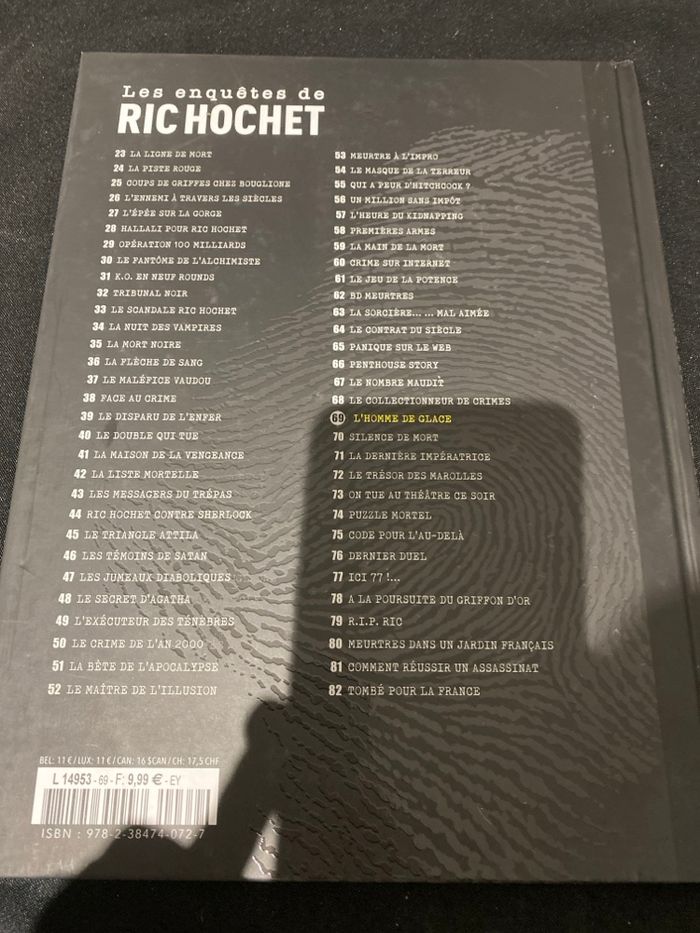 Les enquêtes de
RIC HOCHET
23 LA LIGNE DE MORT
24 LA PISTE ROUGE
25 COUPS DE GRIFFES CHEZ BOUGLIONE
26 L'ENNEMI À TRAVERS LES SIÈCLES
27 L'ÉPÉE SUR LA GORGE
28 HALLALI POUR RIC HOCHET
29 OPÉRATION 100 MILLIARDS
30 LE FANTÔME DE L'ALCHIMISTE
31 K.O. EN NEUF ROUNDS
32 TRIBUNAL NOIR
33 LE SCANDALE RIC HOCHET
34 LA NUIT DES VAMPIRES
35 LA MORT NOIRE
36 LA FLÈCHE DE SANG
37 LE MALÉFICE VAUDOU
38 FACE AU CRIME
39 LE DISPARU DE L'ENFER
40 LE DOUBLE QUI TUE
41 LA MAISON DE LA VENGEANCE
42 LA LISTE MORTELLE
43 LES MESSAGERS DU TRÉPAS
44 RIC HOCHET CONTRE SHERLOCK
45 LE TRIANGLE ATTILA
46 LES TÉMOINS DE SATAN
47 LES JUMEAUX DIABOLIQUES
48 LE SECRET D'AGATHA
49 L'EXÉCUTEUR DES TÉNÈBRES
50 LE CRIME DE L'AN 2000
51 LA BÊTE DE L'APOCALYPSE
52 LE MAÎTRE DE L'ILLUSION
53 MEURTRE À L'IMPRO
54 LE MASQUE DE LA TERREUR
55 QUI A PEUR D'HITCHCOCK ?
56 UN MILLION SANS IMPÔT
57 L'HEURE DU KIDNAPPING
58 PREMIÈRES ARMES
59 LA MAIN DE LA MORT
60 CRIME SUR INTERNET
61 LE JEU DE LA POTENCE
62 BD MEURTRES
63 LA SORCIÈRE... ... MAL AIMÉE
64 LE CONTRAT DU SIÈCLE
65 PANIQUE SUR LE WEB
66 PENTHOUSE STORY
67 LE NOMBRE MAUDIT
68 LE COLLECTIONNEUR DE CRIMES
69 L'HOMME DE GLACE
70 SILENCE DE MORT
71 LA DERNIÈRE IMPÉRATRICE
72 LE TRÉSOR DES MAROLLES
73 ON TUE AU THÉÂTRE CE SOIR
74 PUZZLE MORTEL
75 CODE POUR L'AU-DELÀ
76 DERNIER DUEL
77 ICI 77 !...
78 A LA POURSUITE DU GRIFFON D'OR
79 R.I.P. RIC
80 MEURTRES DANS UN JARDIN FRANÇAIS
81 COMMENT RÉUSSIR UN ASSASSINAT
82 TOMBÉ POUR LA FRANCE
BEL: 11 € / LUX: 11 € / CAN: 16 $CAN / CH: 17,5 CHF
L 14953 - 69 - F: 9,99 € - EY
ISBN : 978-2-38474-072-7